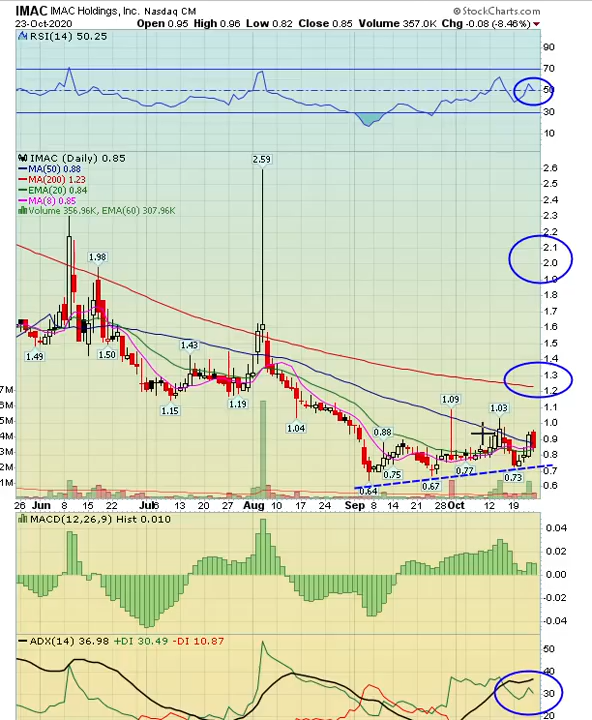 IMAC IMAC Holdings, Inc. Nasdaq CM
© StockCharts.com
23-Oct-2020
Open 0.95 High 0.96 Low 0.82 Close 0.85 Volume 357.0K Chg -0.08 (-8.46%)
RSI(14) 50.25
90
70
50
30
10
IMAC (Daily) 0.85
MA(50) 0.88
MA(200) 1.23
EMA(20) 0.84
MA(8) 0.85
Volume 356.96K, EMA(60) 307.96K
2.59
1.98
1.49
1.50
1.43
1.15
1.19
1.04
0.88
0.64
0.75
0.67
1.09
0.77
1.03
0.73
2.6
2.5
2.4
2.3
2.2
2.1
2.0
1.9
1.8
1.7
1.6
1.5
1.4
1.3
1.2
1.1
1.0
0.9
0.8
0.7
0.6
7M
6M
5M
4M
3M
2M
1M
26 Jun 8 15 22 Jul 6 13 20 27 Aug 10 17 24 Sep 8 14 21 28 Oct 12 19
MACD(12,26,9) Hist 0.010
0.04
0.02
0.00
-0.02
-0.04
ADX(14) 36.98 +DI 30.49 -DI 10.87
50
40
30
20